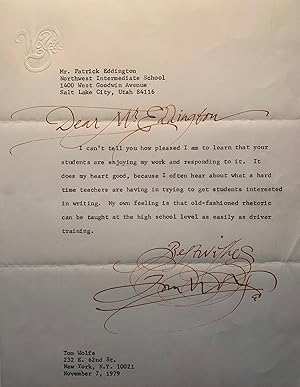 Mr. Patrick Eddington
Northwest Intermediate School
1400 West Goodwin Avenue
Salt Lake City, Utah 84116
Dear Mr Eddington
I can't tell you how pleased I am to learn that your
students are enjoying my work and responding to it. It
does my heart good, because I often hear about what a hard
time teachers are having in trying to get students interested
in writing. My own feeling is that old-fashioned rhetoric
can be taught at the high school level as easily as driver
training.
Best wishes
Tom Wolfe
Tom Wolfe
232 E. 62nd St.
New York, N.Y. 10021
November 7, 1979